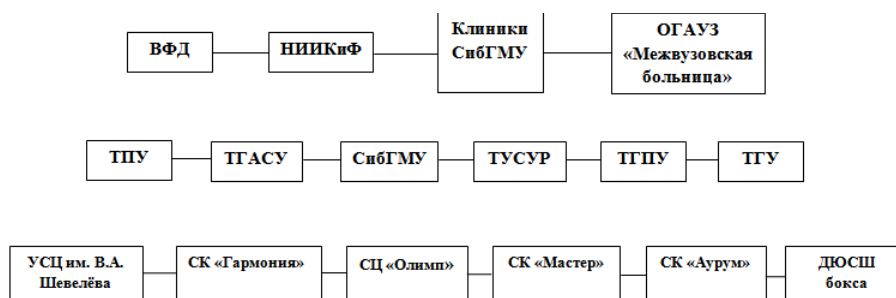 ВФД
НИИКиФ
Клиники
СибГМУ
ОГАУЗ
«Межвузовская
больница»
ТПУ
ТГАСУ
СибГМУ
ТУСУР
ТГПУ
ТГУ
УСЦ им. В.А.
Шевелёва
СК «Гармония»
СЦ «Олимп»
СК «Мастер»
СК «Аурум»
ДЮСШ
бокса